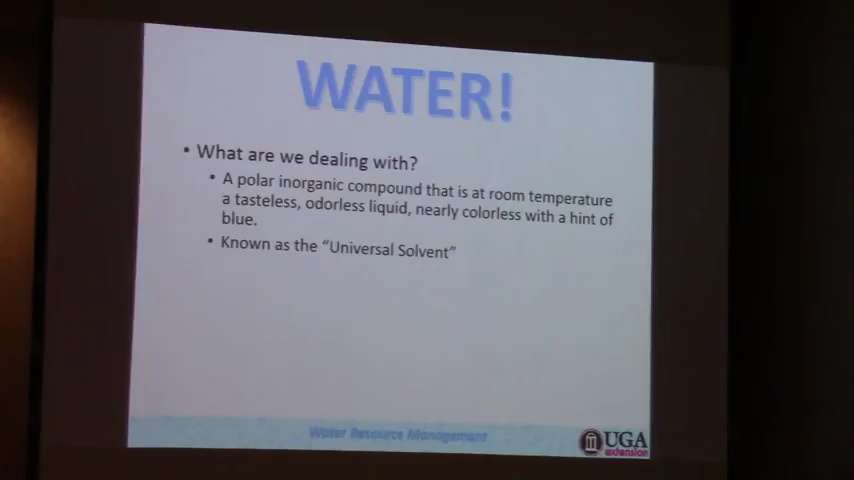 WATER!
• What are we dealing with?
• A polar inorganic compound that is at room temperature
a tasteless, odorless liquid, nearly colorless with a hint of
blue.
• Known as the “Universal Solvent”
Water Resource Management
UGA
extension